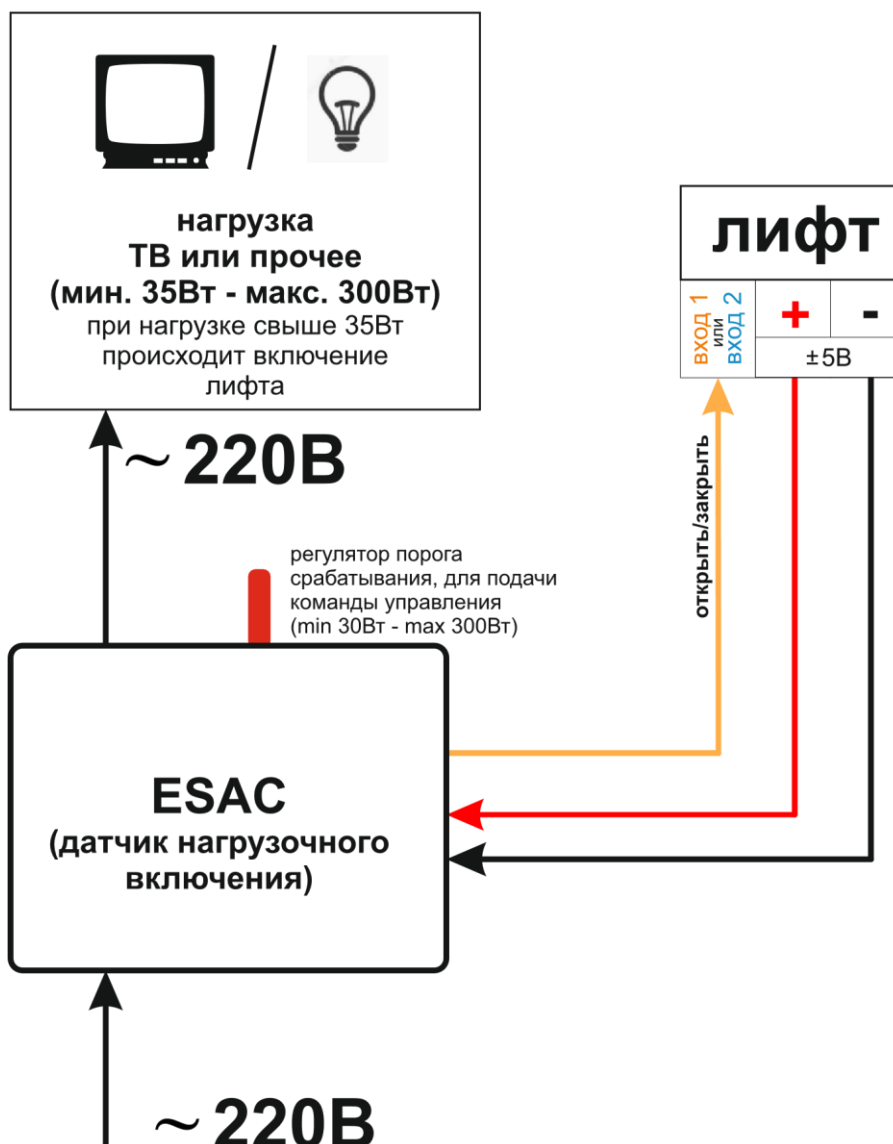 нагрузка
ТВ или прочее
(мин. 35Вт - макс. 300Вт)
при нагрузке свыше 35Вт
происходит включение
лифта
~ 220В
регулятор порога
срабатывания, для подачи
команды управления
(min 30Вт - max 300Вт)
лифт
вход 1
или
вход 2
+
-
±5В
открыть/закрыть
ESAC
(датчик нагрузочного
включения)
~ 220В